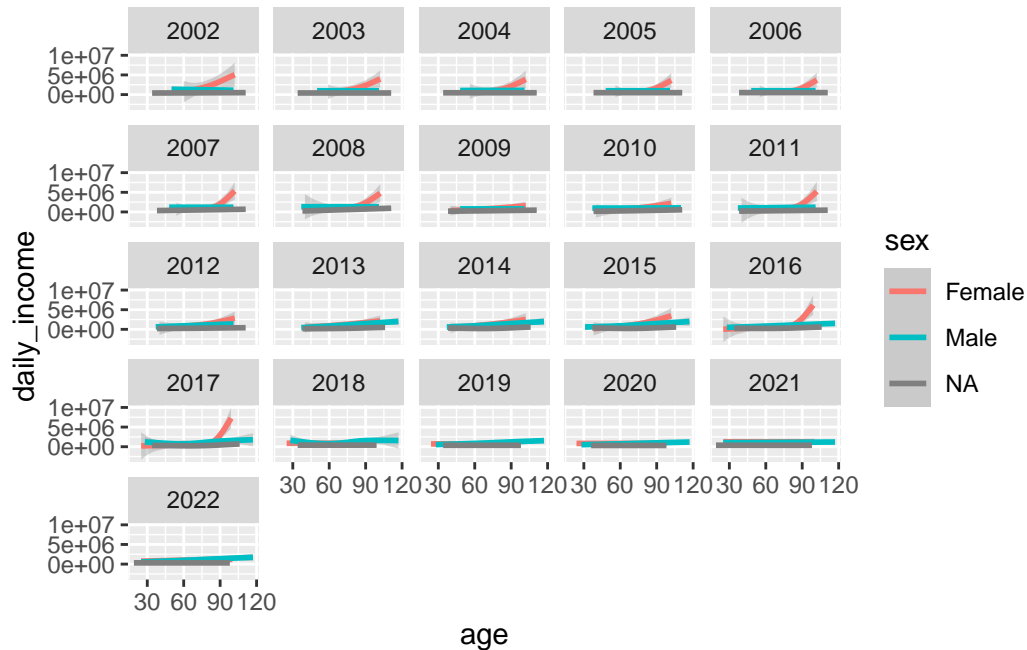 2002 2003 2004 2005 2006
1e+07
5e+06
0e+00
2007 2008 2009 2010 2011
1e+07
5e+06
0e+00
2012 2013 2014 2015 2016
1e+07
5e+06
0e+00
2017 2018 2019 2020 2021
1e+07
5e+06
0e+00
30 60 90 120 30 60 90 120 30 60 90 120 30 60 90 120
2022
1e+07
5e+06
0e+00
30 60 90 120
age
daily_income
sex
Female
Male
NA